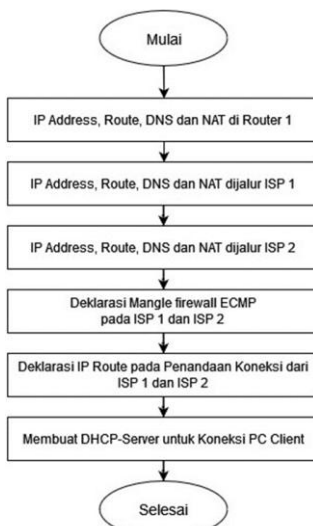 Mulai
IP Address, Route, DNS dan NAT di Router 1
IP Address, Route, DNS dan NAT dijalur ISP 1
IP Address, Route, DNS dan NAT dijalur ISP 2
Deklarasi Mangle firewall ECMP
pada ISP 1 dan ISP 2
Deklarasi IP Route pada Penandaan Koneksi dari
ISP 1 dan ISP 2
Membuat DHCP-Server untuk Koneksi PC Client
Selesai